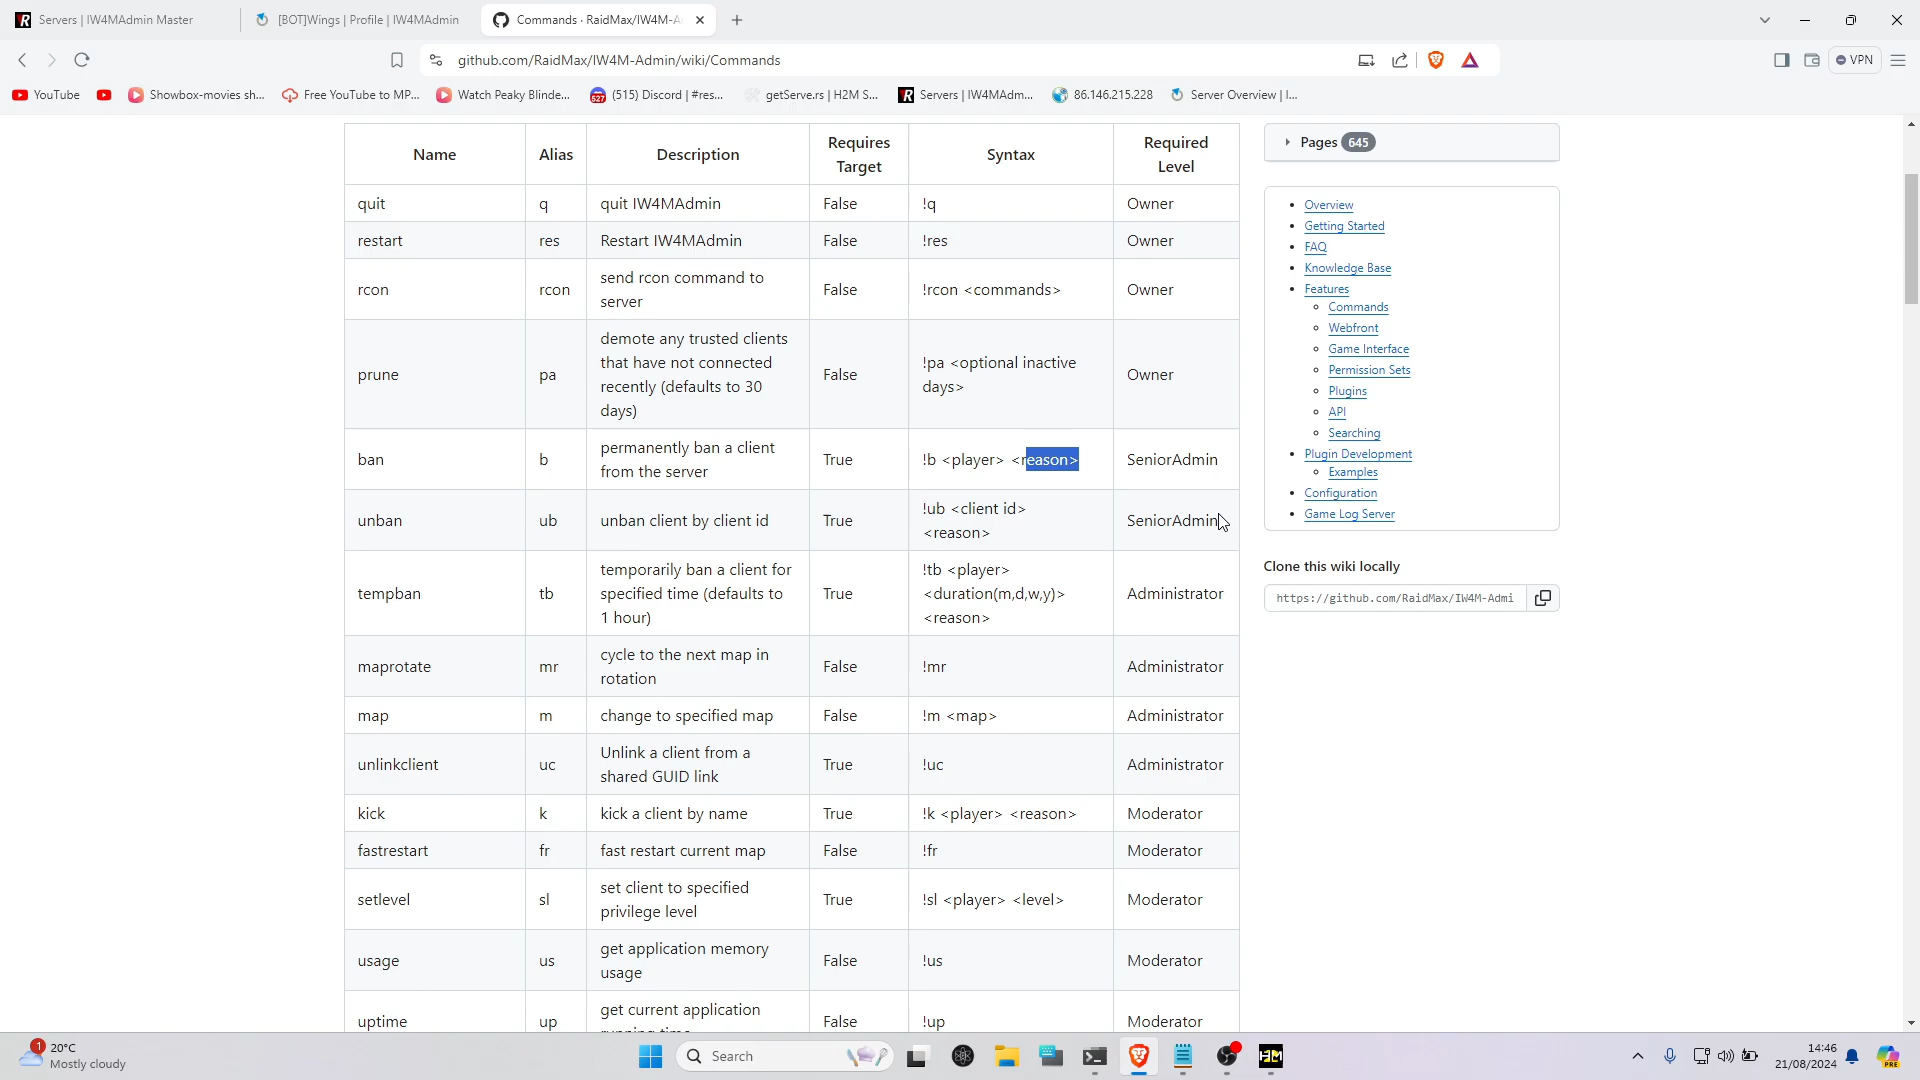 Servers | IW4MAdmin Master
[BOT]Wings | Profile | IW4MAdmin
Commands · RaidMax/IW4M-A
github.com/RaidMax/IW4M-Admin/wiki/Commands
VPN
YouTube
Showbox-movies sh...
Free YouTube to MP...
Watch Peaky Blinde...
527
(515) Discord | #res...
getServe.rs | H2M S...
Servers | IW4MAdm...
86.146.215.228
Server Overview | I...
Name Alias Description Requires Target Syntax Required Level
quit q quit IW4MAdmin False !q Owner
restart res Restart IW4MAdmin False !res Owner
rcon rcon send rcon command to server False !rcon <commands> Owner
prune pa demote any trusted clients that have not connected recently (defaults to 30 days) False !pa <optional inactive days> Owner
ban b permanently ban a client from the server True !b <player> <reason> SeniorAdmin
unban ub unban client by client id True !ub <client id> <reason> SeniorAdmin
tempban tb temporarily ban a client for specified time (defaults to 1 hour) True !tb <player> <duration(m,d,w,y)> <reason> Administrator
maprotate mr cycle to the next map in rotation False !mr Administrator
map m change to specified map False !m <map> Administrator
unlinkclient uc Unlink a client from a shared GUID link True !uc Administrator
kick k kick a client by name True !k <player> <reason> Moderator
fastrestart fr fast restart current map False !fr Moderator
setlevel sl set client to specified privilege level True !sl <player> <level> Moderator
usage us get application memory usage False !us Moderator
uptime up get current application running time False !up Moderator
Pages 645
Overview
Getting Started
FAQ
Knowledge Base
Features
Commands
Webfront
Game Interface
Permission Sets
Plugins
API
Searching
Plugin Development
Examples
Configuration
Game Log Server
Clone this wiki locally
https://github.com/RaidMax/IW4M-Admi
1
20°C
Mostly cloudy
Search
H2M
14:46
21/08/2024
PRE